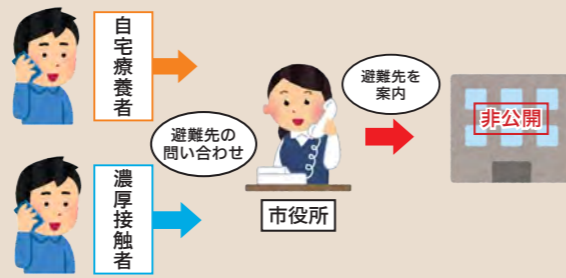 自宅療養者
避難先の
問い合わせ
濃厚接触者
市役所
避難先を
案内
非公開